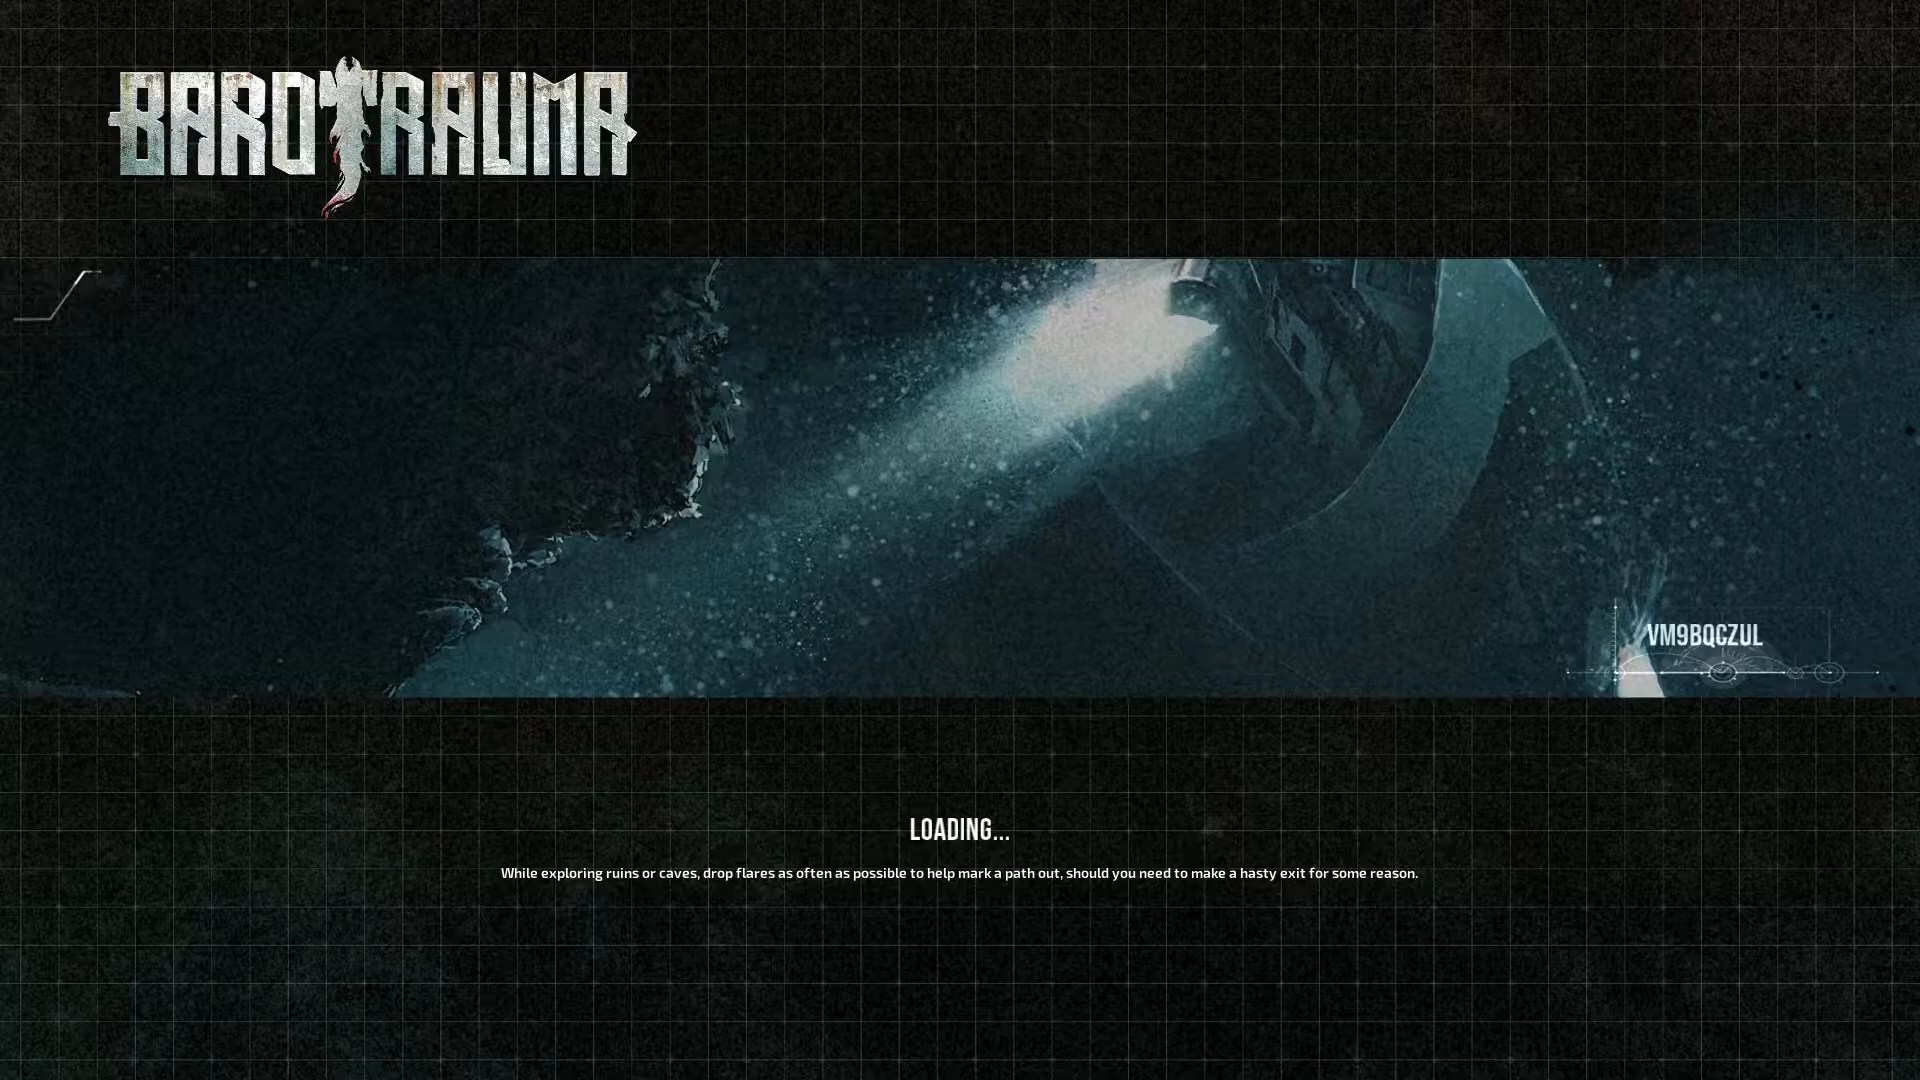 BAROTRAUMA
VM9BQCZUL
LOADING...
While exploring ruins or caves, drop flares as often as possible to help mark a path out, should you need to make a hasty exit for some reason.